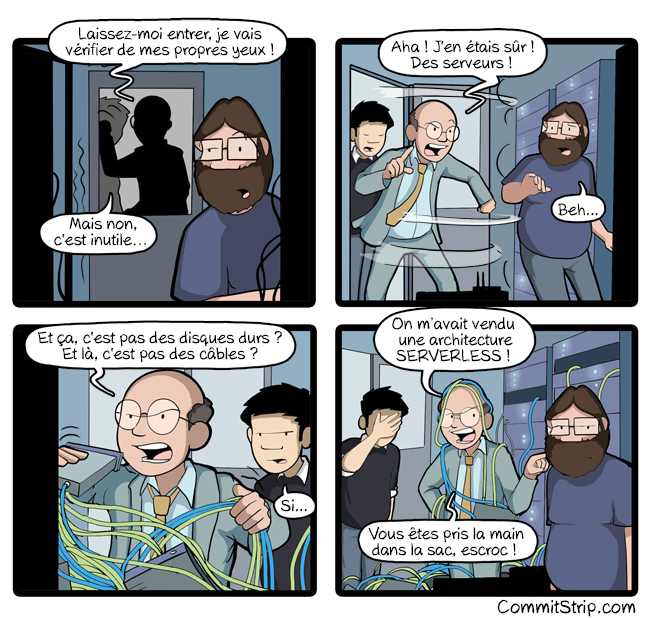 Laissez-moi entrer, je vais
vérifier de mes propres yeux !
Mais non,
c'est inutile...
Aha ! J'en étais sûr !
Des serveurs !
Beh...
Et ça, c'est pas des disques durs ?
Et là, c'est pas des câbles ?
Si...
On m'avait vendu
une architecture
SERVERLESS !
Vous êtes pris la main
dans la sac, escroc !
CommitStrip.com